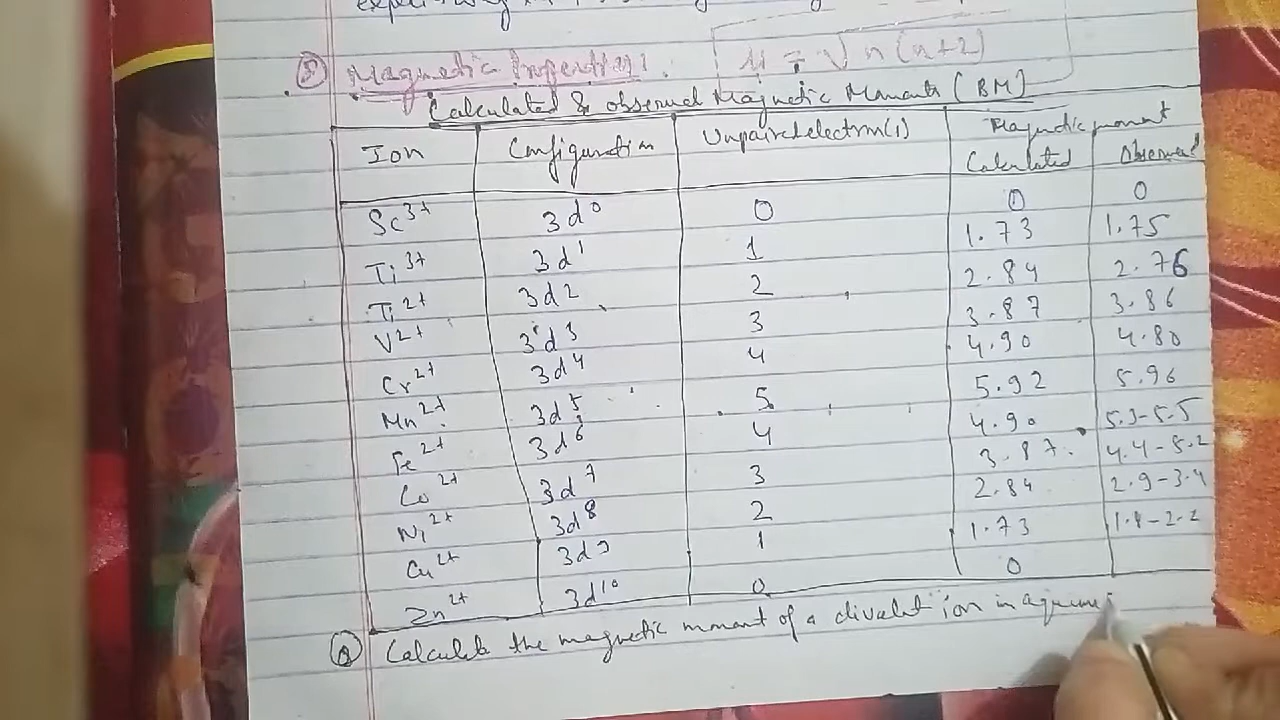 ⑧ Magnetic Properties: μ = √n(n+2)
Calculated & observed Magnetic Moments (BM)
Ion Configuration Unpaired electron(s) Magnetic moment
Calculated Observed
Sc3+ 3d0 0 0 0
Ti3+ 3d1 1 1.73 1.75
Ti2+ 3d2 2 2.84 2.76
V2+ 3d3 3 3.87 3.86
Cr2+ 3d4 4 4.90 4.80
Mn2+ 3d5 5 5.92 5.96
Fe2+ 3d6 4 4.90 5.3-5.5
Co2+ 3d7 3 3.87 4.4-5.2
Ni2+ 3d8 2 2.84 2.9-3.4
Cu2+ 3d9 1 1.73 1.8-2.2
Zn2+ 3d10 0 0
Q Calculate the magnetic moment of a divalent ion in aqueous